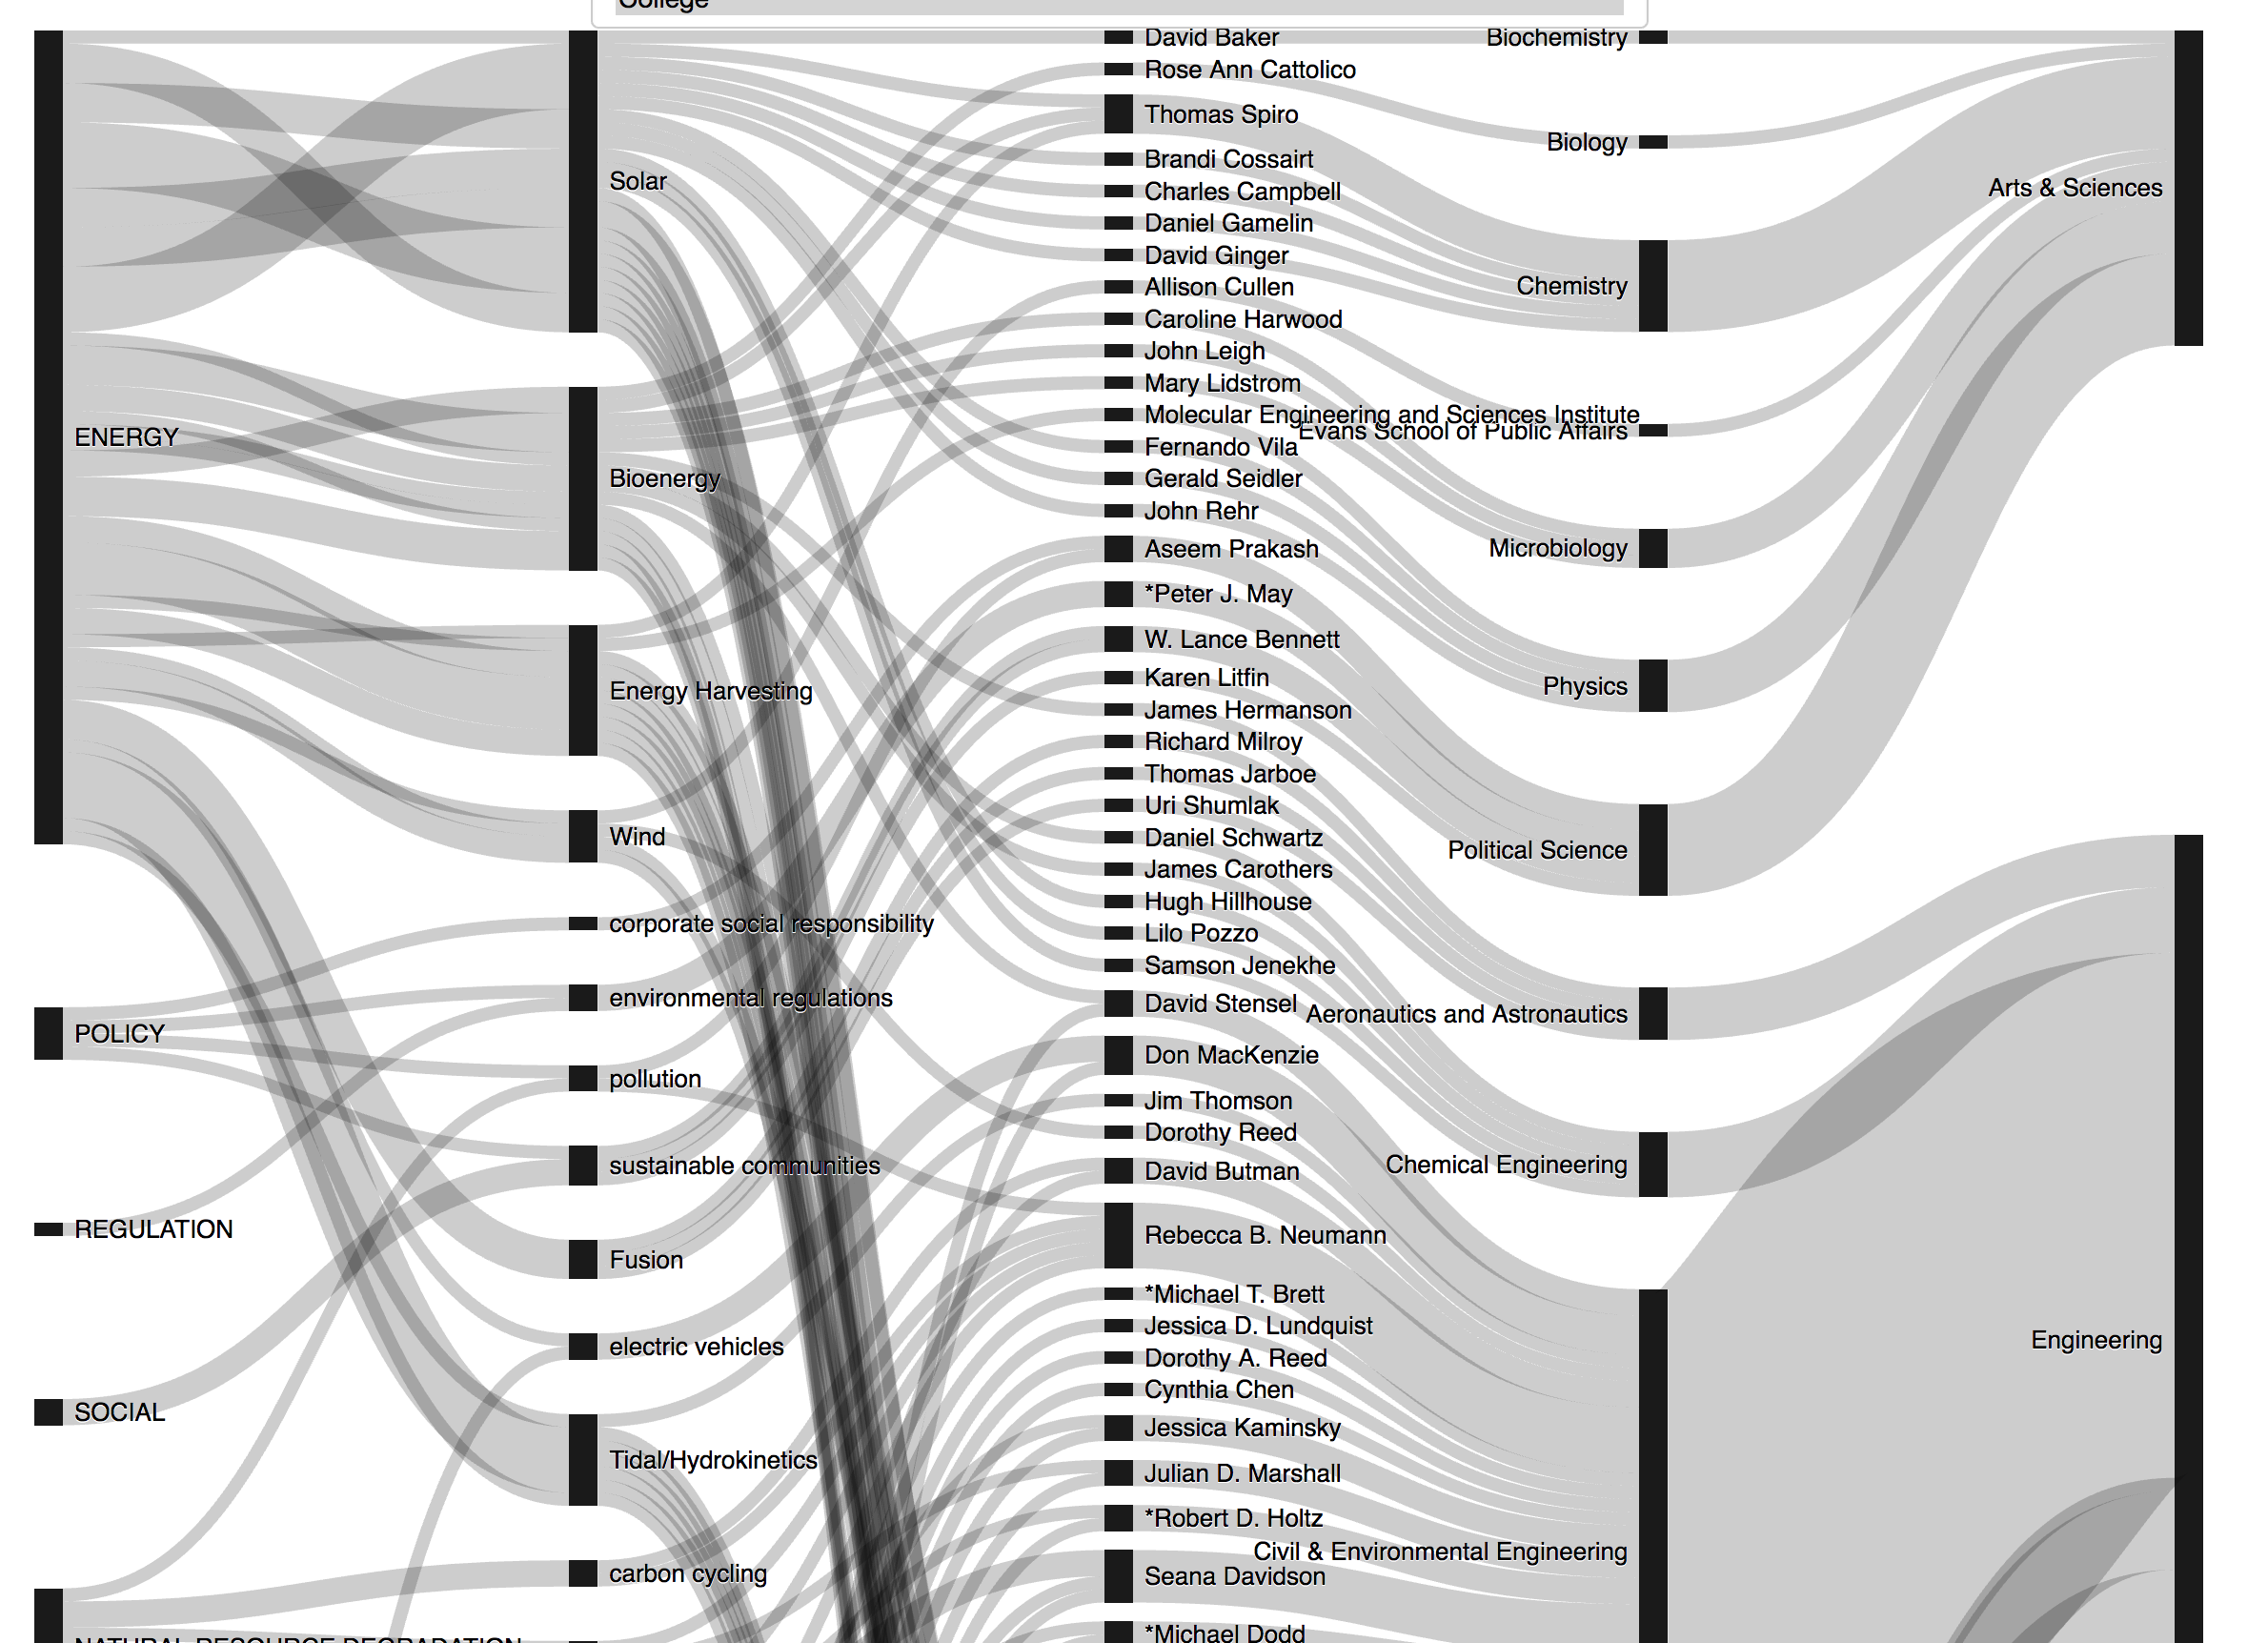 College
ENERGY
POLICY
REGULATION
SOCIAL
NATURAL RESOURCE DEGRADATION
Solar
Bioenergy
Energy Harvesting
Wind
corporate social responsibility
environmental regulations
pollution
sustainable communities
Fusion
electric vehicles
Tidal/Hydrokinetics
carbon cycling
David Baker
Rose Ann Cattolico
Thomas Spiro
Brandi Cossairt
Charles Campbell
Daniel Gamelin
David Ginger
Allison Cullen
Caroline Harwood
John Leigh
Mary Lidstrom
Molecular Engineering and Sciences Institute
Fernando Vila
Gerald Seidler
John Rehr
Aseem Prakash
*Peter J. May
W. Lance Bennett
Karen Litfin
James Hermanson
Richard Milroy
Thomas Jarboe
Uri Shumlak
Daniel Schwartz
James Carothers
Hugh Hillhouse
Lilo Pozzo
Samson Jenekhe
David Stensel
Don MacKenzie
Jim Thomson
Dorothy Reed
David Butman
Rebecca B. Neumann
*Michael T. Brett
Jessica D. Lundquist
Dorothy A. Reed
Cynthia Chen
Jessica Kaminsky
Julian D. Marshall
*Robert D. Holtz
Seana Davidson
*Michael Dodd
Biochemistry
Biology
Chemistry
Evans School of Public Affairs
Microbiology
Physics
Political Science
Aeronautics and Astronautics
Chemical Engineering
Civil & Environmental Engineering
Arts & Sciences
Engineering